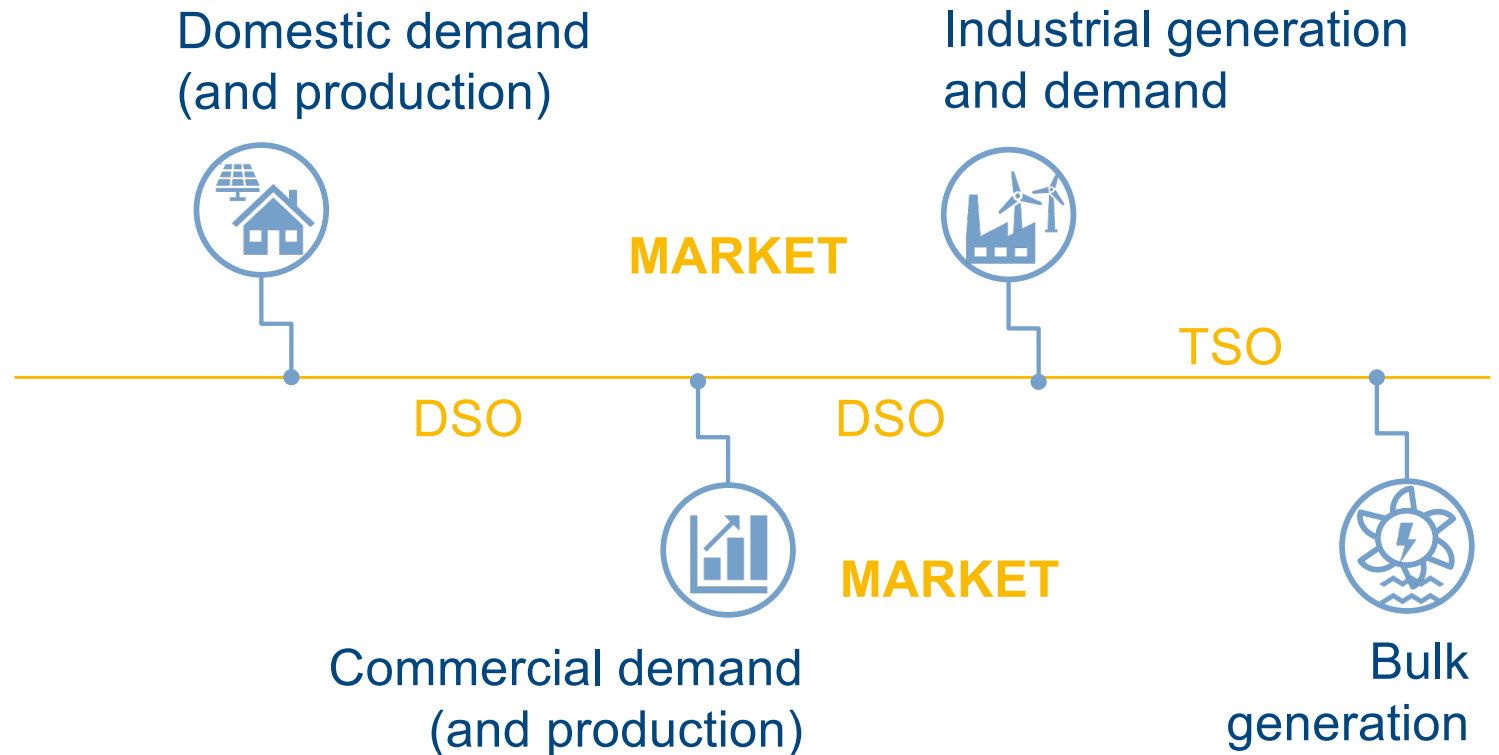 Domestic demand
(and production)
Industrial generation
and demand
MARKET
TSO
DSO
DSO
MARKET
Commercial demand
(and production)
Bulk
generation